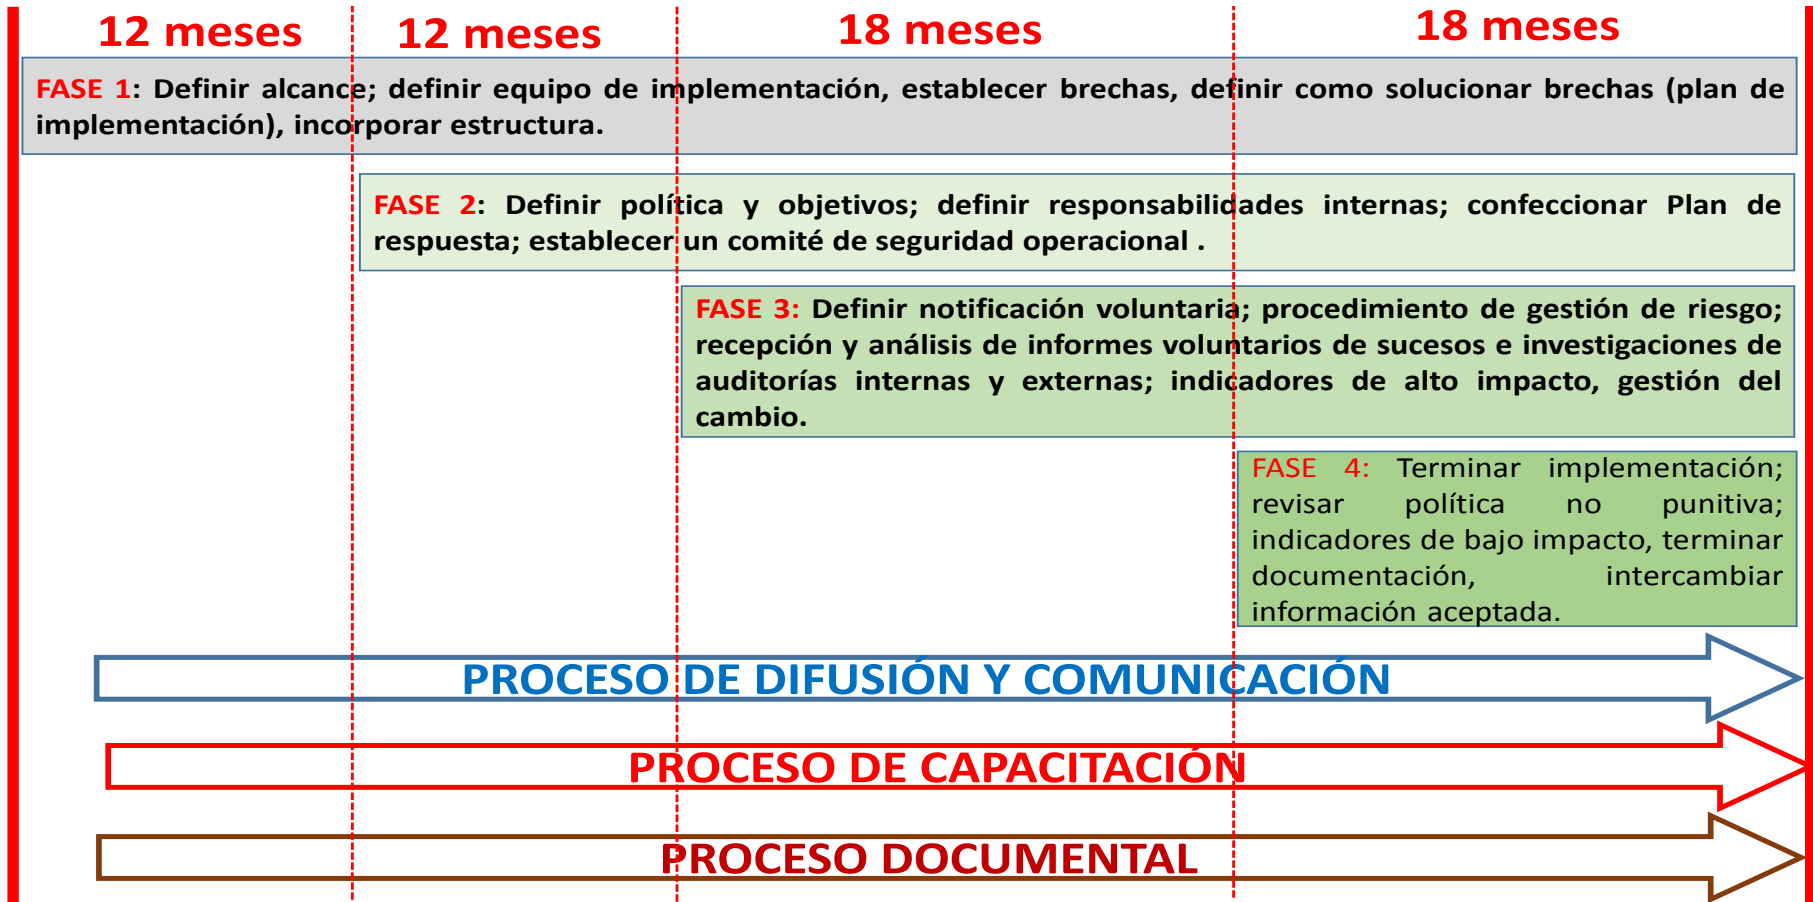 12 meses
12 meses
18 meses
18 meses
FASE 1: Definir alcance; definir equipo de implementación, establecer brechas, definir como solucionar brechas (plan de
implementación), incorporar estructura.
FASE 2: Definir política y objetivos; definir responsabilidades internas; confeccionar Plan de
respuesta; establecer un comité de seguridad operacional .
FASE 3: Definir notificación voluntaria; procedimiento de gestión de riesgo;
recepción y análisis de informes voluntarios de sucesos e investigaciones de
auditorías internas y externas; indicadores de alto impacto, gestión del
cambio.
FASE 4: Terminar implementación;
revisar política no punitiva;
indicadores de bajo impacto, terminar
documentación, intercambiar
información aceptada.
PROCESO DE DIFUSIÓN Y COMUNICACIÓN
PROCESO DE CAPACITACIÓN
PROCESO DOCUMENTAL